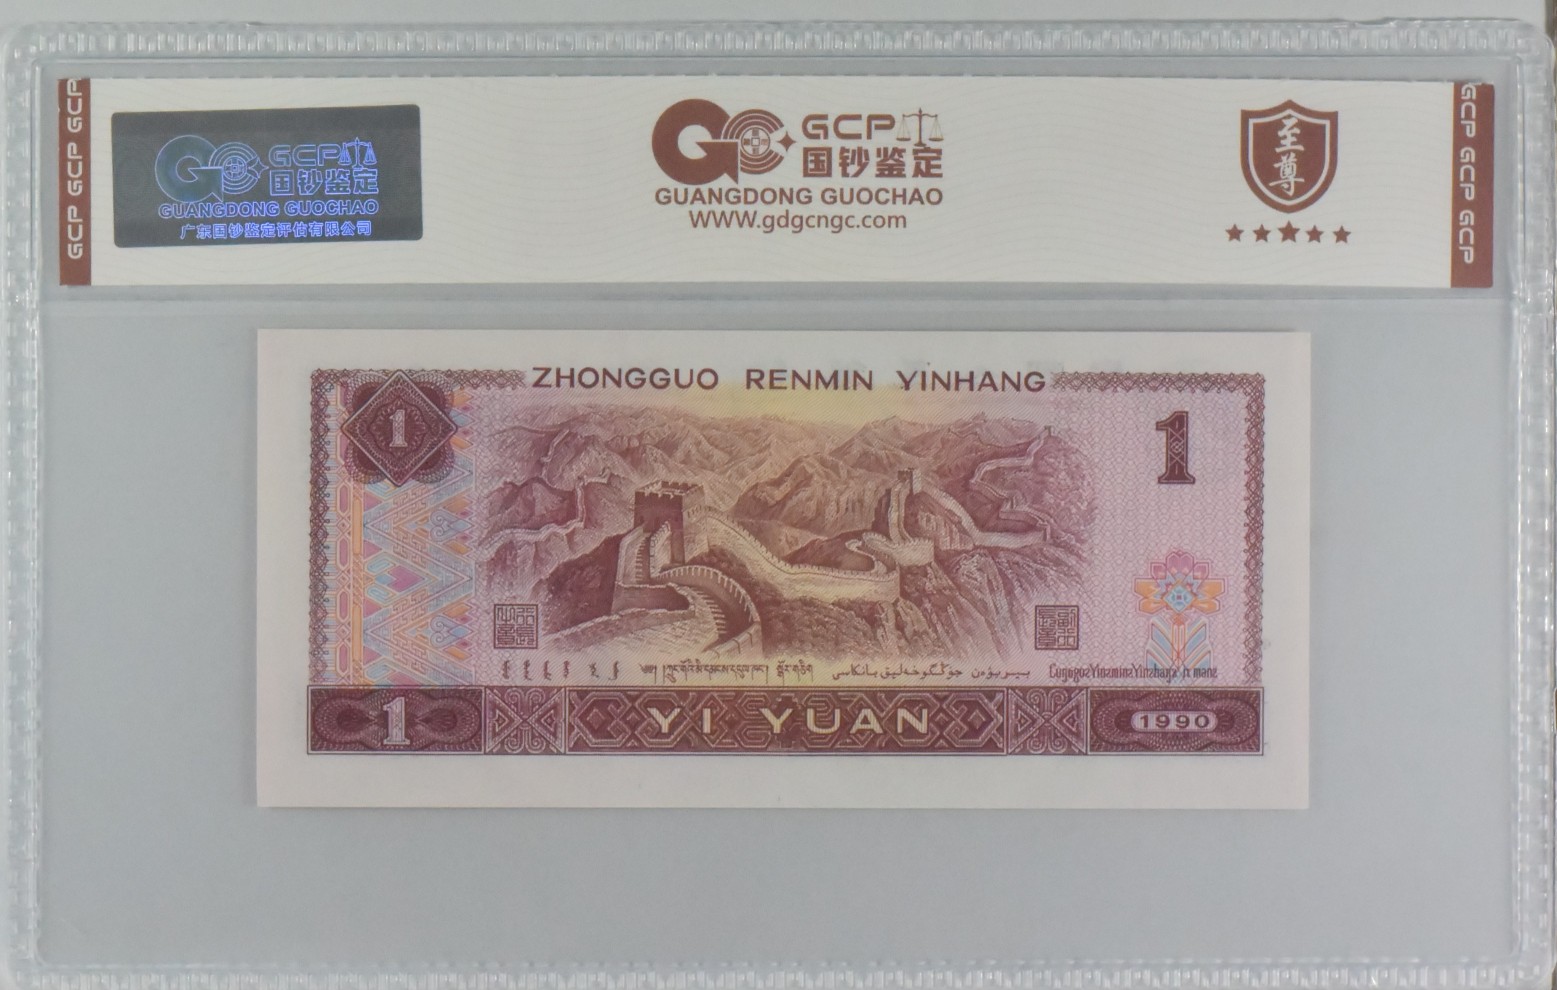 GCP GCP GCP
GCP
国钞鉴定
GUANGDONG GUOCHAO
广东国钞鉴定评估有限公司
GCP
国钞鉴定
GUANGDONG GUOCHAO
WWW.gdgcngc.com
至尊
GCP GCP GCP
ZHONGGUO RENMIN YINHANG
1
1
1
YI YUAN
1990